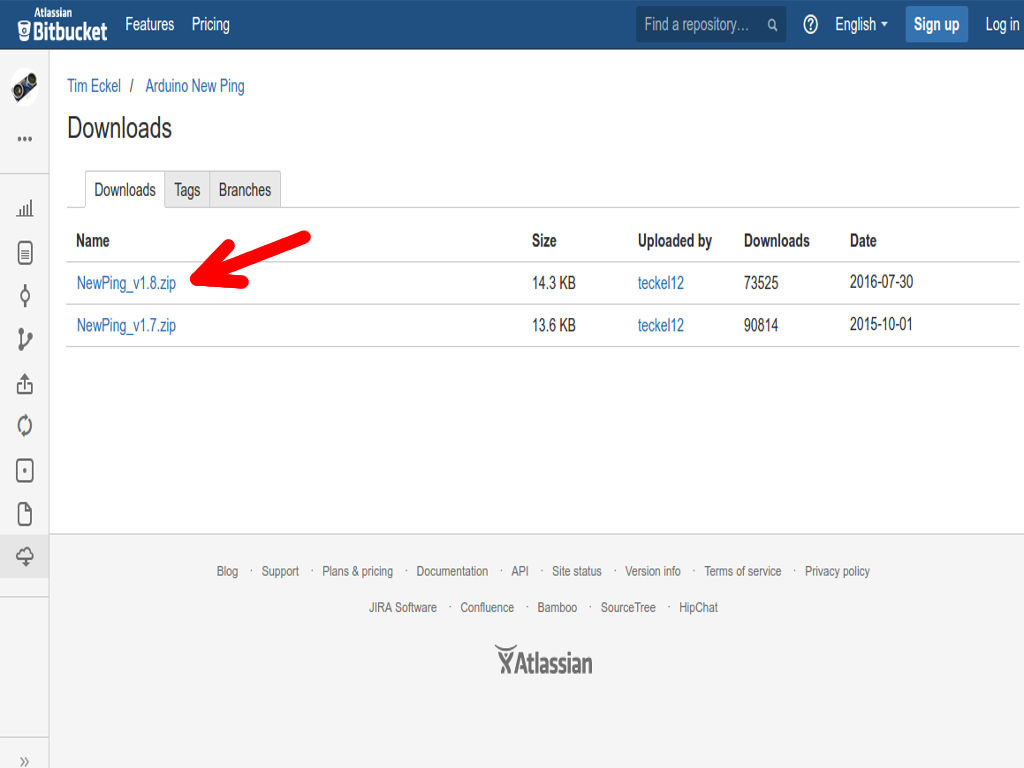 Atlassian
Bitbucket Features Pricing Find a repository... English Sign up Log in
Tim Eckel / Arduino New Ping
Downloads
Downloads Tags Branches
Name Size Uploaded by Downloads Date
NewPing_v1.8.zip 14.3 KB teckel12 73525 2016-07-30
NewPing_v1.7.zip 13.6 KB teckel12 90814 2015-10-01
Blog · Support · Plans & pricing · Documentation · API · Site status · Version info · Terms of service · Privacy policy
JIRA Software · Confluence · Bamboo · SourceTree · HipChat
Atlassian